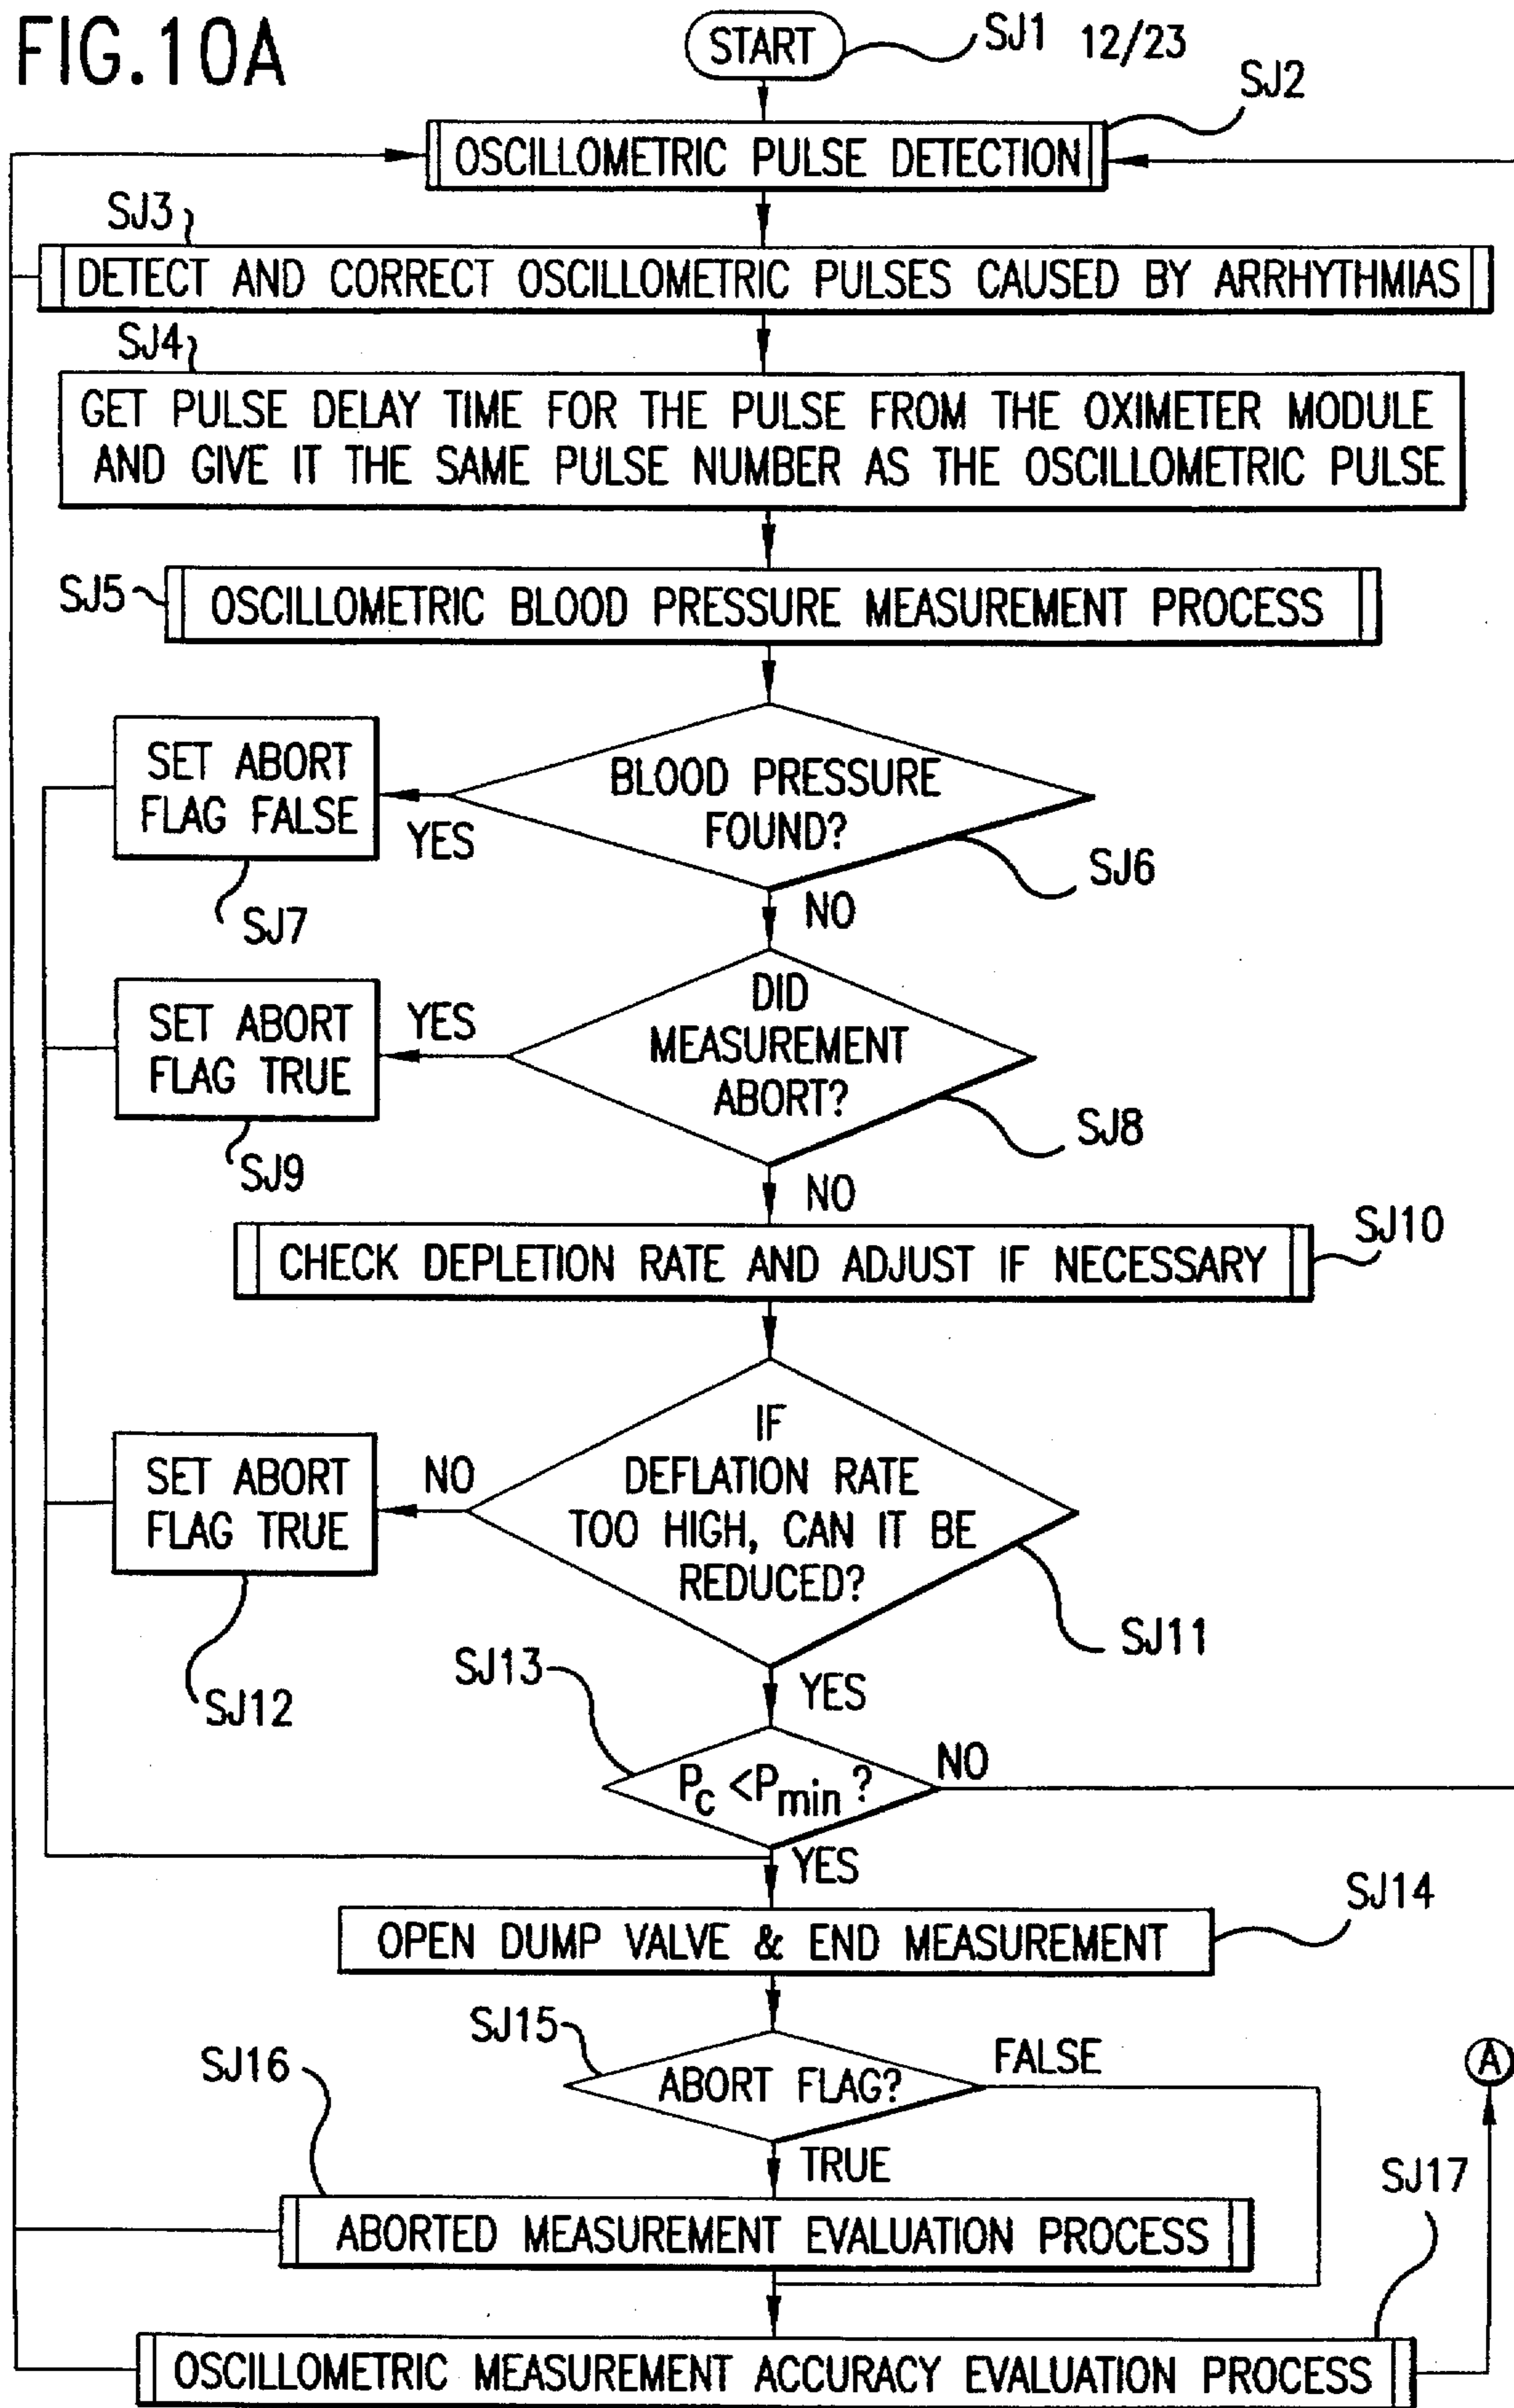 FIG.10A
START
SJ1
12/23
SJ2
OSCILLOMETRIC PULSE DETECTION
SJ3
DETECT AND CORRECT OSCILLOMETRIC PULSES CAUSED BY ARRHYTHMIAS
SJ4
GET PULSE DELAY TIME FOR THE PULSE FROM THE OXIMETER MODULE
AND GIVE IT THE SAME PULSE NUMBER AS THE OSCILLOMETRIC PULSE
SJ5
OSCILLOMETRIC BLOOD PRESSURE MEASUREMENT PROCESS
SET ABORT
FLAG FALSE
YES
BLOOD PRESSURE
FOUND?
SJ6
SJ7
NO
SET ABORT
FLAG TRUE
YES
DID
MEASUREMENT
ABORT?
SJ8
SJ9
NO
SJ10
CHECK DEPLETION RATE AND ADJUST IF NECESSARY
SET ABORT
FLAG TRUE
NO
IF
DEFLATION RATE
TOO HIGH, CAN IT BE
REDUCED?
SJ11
SJ12
SJ13
YES
Pc <Pmin ?
NO
YES
SJ14
OPEN DUMP VALVE & END MEASUREMENT
SJ15
ABORT FLAG?
FALSE
A
SJ16
TRUE
SJ17
ABORTED MEASUREMENT EVALUATION PROCESS
OSCILLOMETRIC MEASUREMENT ACCURACY EVALUATION PROCESS